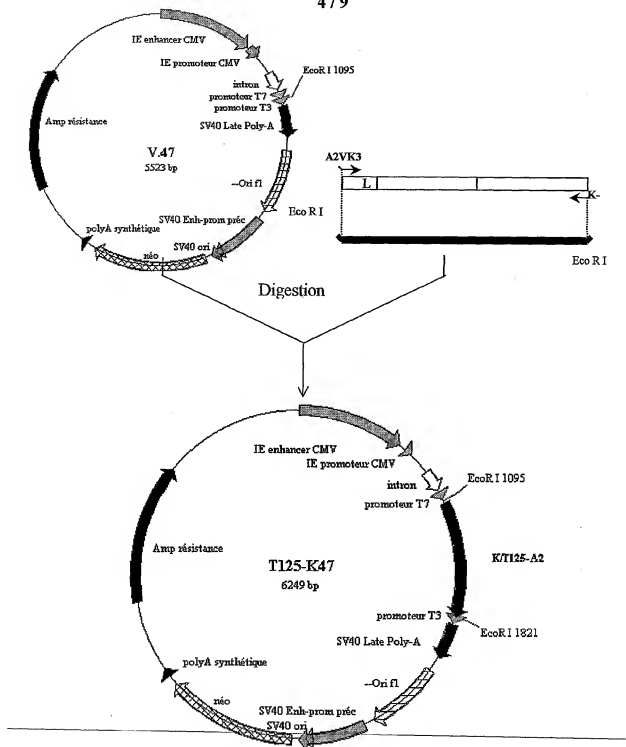 4 / 9
IE enhancer CMV
IE promoteur CMV
EcoR I 1095
intron
promoteur T7
promoteur T3
Amp résistance
SV40 Late Poly-A
V.47
5523 bp
A2VK3
L
--Ori f1
Eco R I
K-
SV40 Enh-prom préc
polyA synthétique
SV40 ori
néo
Eco R I
Digestion
IE enhancer CMV
IE promoteur CMV
intron
EcoR I 1095
promoteur T7
Amp résistance
T125-K47
6249 bp
K/T125-A2
promoteur T3
EcoR I 1821
SV40 Late Poly-A
polyA synthétique
--Ori f1
néo
SV40 Enh-prom préc
SV40 ori